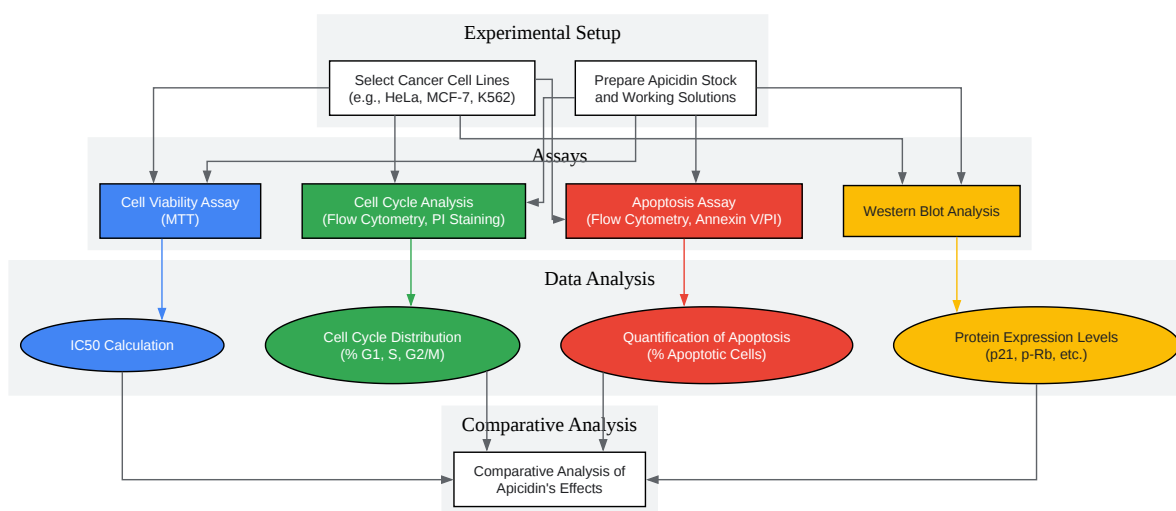 Experimental Setup
Select Cancer Cell Lines
(e.g., HeLa, MCF-7, K562)
Prepare Apicidin Stock
and Working Solutions
Assays
Cell Viability Assay
(MTT)
Cell Cycle Analysis
(Flow Cytometry, PI Staining)
Apoptosis Assay
(Flow Cytometry, Annexin V/PI)
Western Blot Analysis
Data Analysis
IC50 Calculation
Cell Cycle Distribution
(% G1, S, G2/M)
Quantification of Apoptosis
(% Apoptotic Cells)
Protein Expression Levels
(p21, p-Rb, etc.)
Comparative Analysis
Comparative Analysis of
Apicidin's Effects